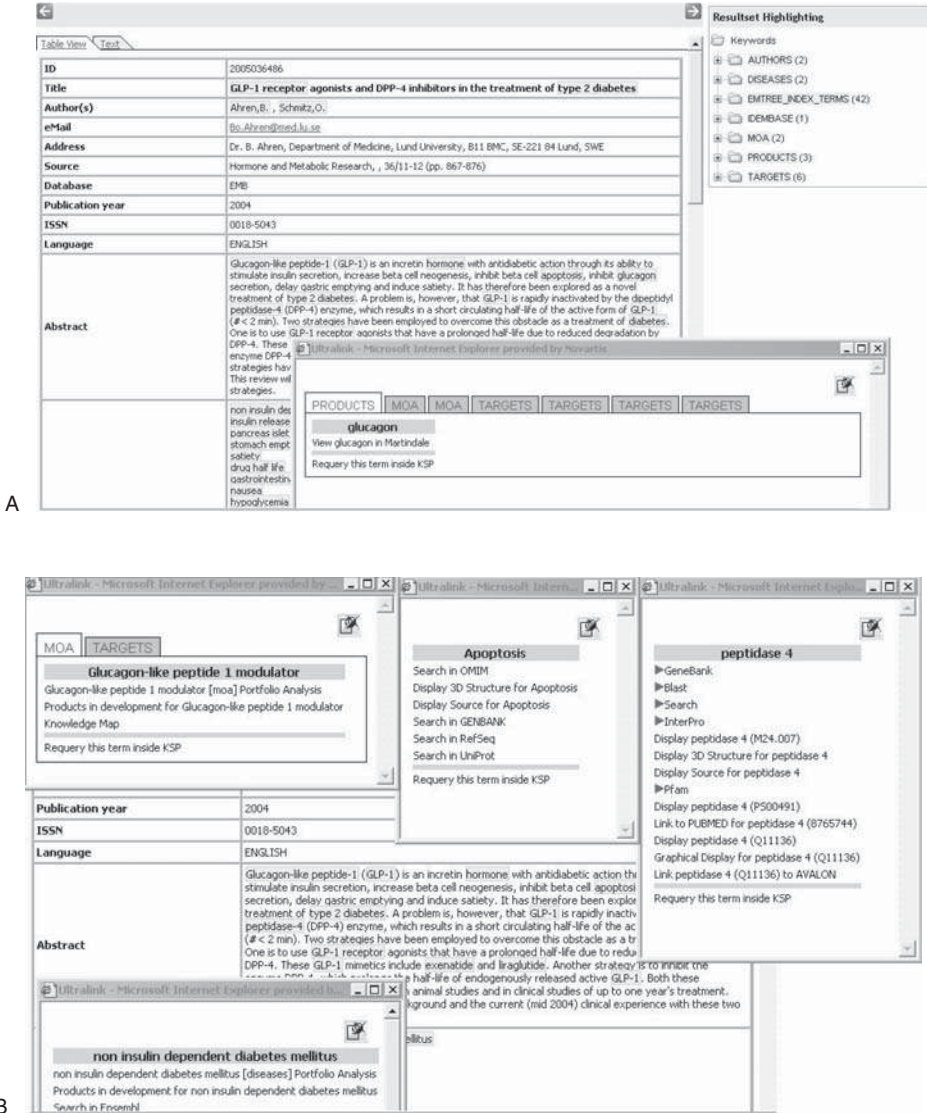 Resultset Highlighting
Table View Text
Keywords
AUTHORS (2)
DISEASES (2)
EMTREE_INDEX_TERMS (42)
IDEMBASE (1)
MOA (2)
PRODUCTS (3)
TARGETS (6)
ID 2005036486
Title GLP-1 receptor agonists and DPP-4 inhibitors in the treatment of type 2 diabetes
Author(s) Ahren,B. , Schmitz,O.
eMail Bo.Ahren@med.lu.se
Address Dr. B. Ahren, Department of Medicine, Lund University, B11 BMC, SE-221 84 Lund, SWE
Source Hormone and Metabolic Research, , 36/11-12 (pp. 867-876)
Database EMB
Publication year 2004
ISSN 0018-5043
Language ENGLISH
Abstract
Glucagon-like peptide-1 (GLP-1) is an incretin hormone with antidiabetic action through its ability to
stimulate insulin secretion, increase beta cell neogenesis, inhibit beta cell apoptosis, inhibit glucagon
secretion, delay gastric emptying and induce satiety. It has therefore been explored as a novel
treatment of type 2 diabetes. A problem is, however, that GLP-1 is rapidly inactivated by the dipeptidyl
peptidase-4 (DPP-4) enzyme, which results in a short circulating half-life of the active form of GLP-1
(# < 2 min). Two strategies have been employed to overcome this obstacle as a treatment of diabetes.
One is to use GLP-1 receptor agonists that have a prolonged half-life due to reduced degradation by
DPP-4. These
enzyme DPP-4
strategies hav
This review wil
strategies.
non insulin de
insulin release
pancreas islet
stomach empt
satiety
drug half life
gastrointestin
nausea
hypoglycemia
Ultralink - Microsoft Internet Explorer provided by Novartis
PRODUCTS MOA MOA TARGETS TARGETS TARGETS TARGETS
glucagon
View glucagon in Martindale
Requery this term inside KSP
A
Ultralink - Microsoft Internet Explorer provided by ...
MOA TARGETS
Glucagon-like peptide 1 modulator
Glucagon-like peptide 1 modulator [moa] Portfolio Analysis
Products in development for Glucagon-like peptide 1 modulator
Knowledge Map
Requery this term inside KSP
Ultralink - Microsoft Intern...
Apoptosis
Search in OMIM
Display 3D Structure for Apoptosis
Display Source for Apoptosis
Search in GENBANK
Search in RefSeq
Search in UniProt
Requery this term inside KSP
Ultralink - Microsoft Internet Explo...
peptidase 4
GeneBank
Blast
Search
InterPro
Display peptidase 4 (M24.007)
Display 3D Structure for peptidase 4
Display Source for peptidase 4
Pfam
Display peptidase 4 (PS00491)
Link to PUBMED for peptidase 4 (8765744)
Display peptidase 4 (Q11136)
Graphical Display for peptidase 4 (Q11136)
Link peptidase 4 (Q11136) to AVALON
Requery this term inside KSP
Publication year 2004
ISSN 0018-5043
Language ENGLISH
Abstract
Glucagon-like peptide-1 (GLP-1) is an incretin hormone with antidiabetic action thr
stimulate insulin secretion, increase beta cell neogenesis, inhibit beta cell apoptosi
secretion, delay gastric emptying and induce satiety. It has therefore been explor
treatment of type 2 diabetes. A problem is, however, that GLP-1 is rapidly inactiv
peptidase-4 (DPP-4) enzyme, which results in a short circulating half-life of the ac
(# < 2 min). Two strategies have been employed to overcome this obstacle as a tr
One is to use GLP-1 receptor agonists that have a prolonged half-life due to redu
DPP-4. These GLP-1 mimetics include exenatide and liraglutide. Another strategy is to inhibit the
enzyme DPP-4, which prolongs the half-life of endogenously released active GLP-1. Both these
animal studies and in clinical studies of up to one year's treatment.
kground and the current (mid 2004) clinical experience with these two
ellitus
Ultralink - Microsoft Internet Explorer provided b...
non insulin dependent diabetes mellitus
non insulin dependent diabetes mellitus [diseases] Portfolio Analysis
Products in development for non insulin dependent diabetes mellitus
Search in Ensembl
B